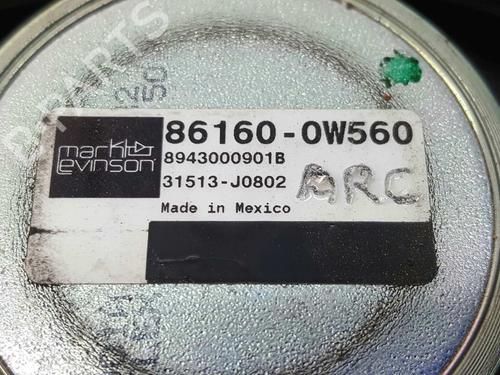 B PARTS
mark
levinson
86160-0W560
8943000901B
31513-J0802
ARC
Made in Mexico